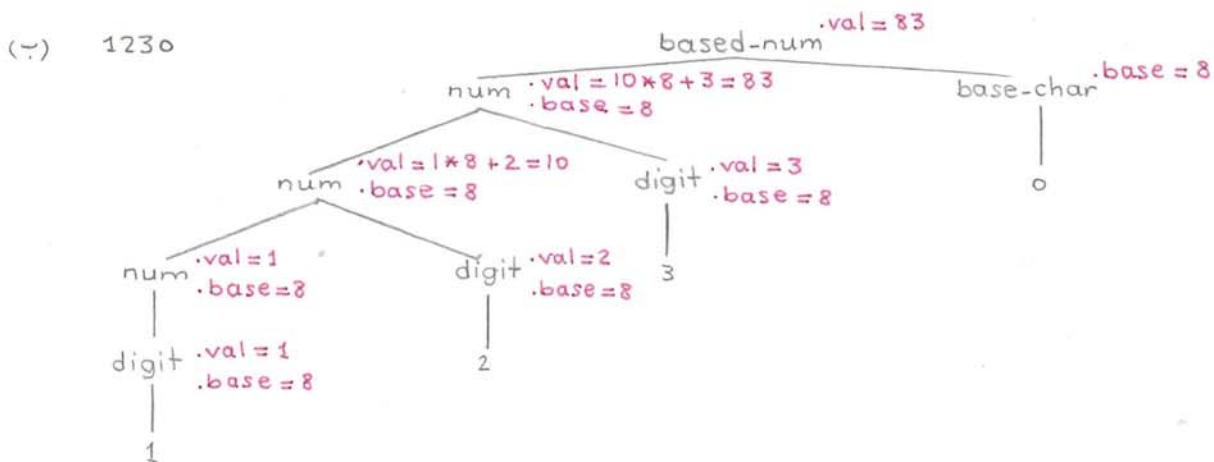 (ب) 1230
based-num .val = 83
num .val = 10*8+3 = 83
.base = 8
base-char .base = 8
num .val = 1*8+2 = 10
.base = 8
digit .val = 3
.base = 8
o
num .val = 1
.base = 8
digit .val = 2
.base = 8
3
digit .val = 1
.base = 8
2
1